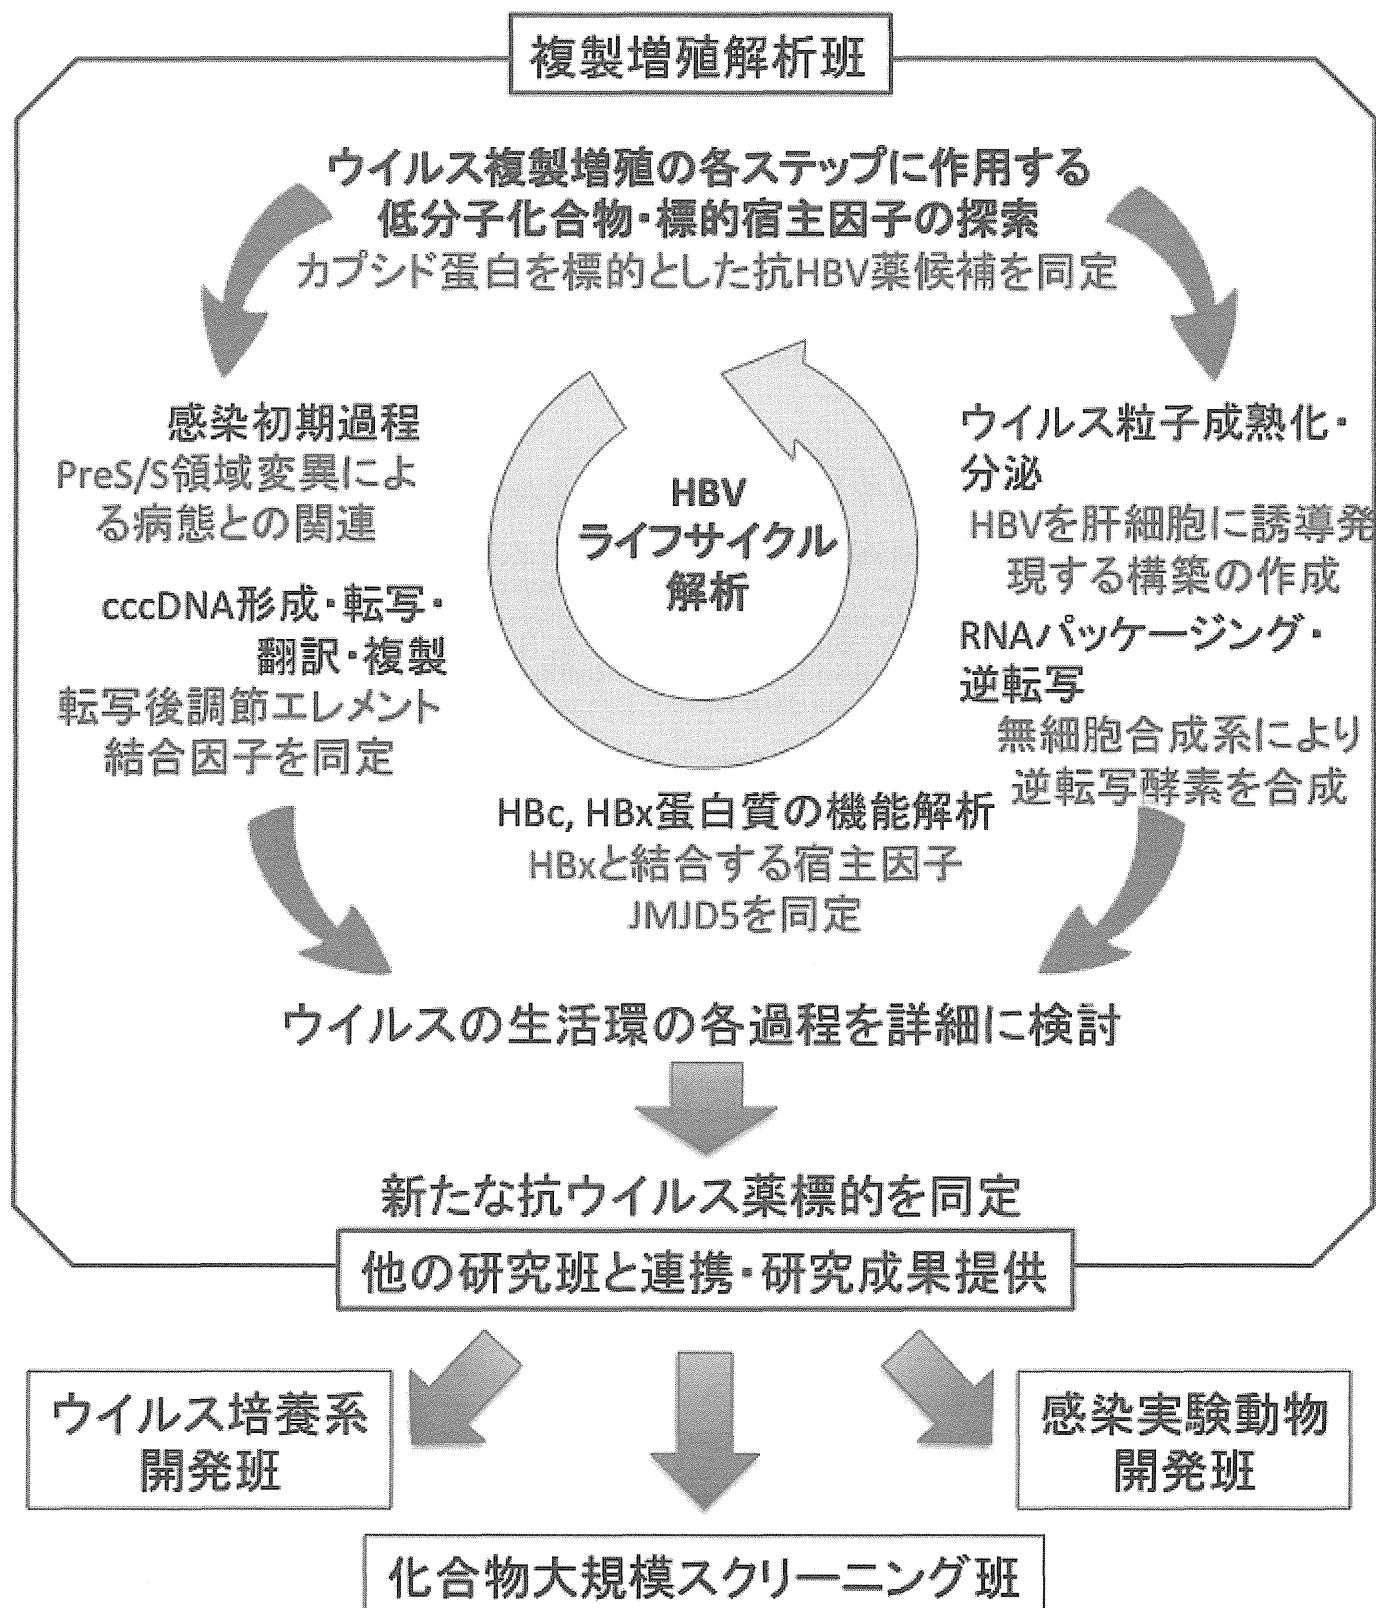 複製増殖解析班
ウイルス複製増殖の各ステップに作用する
低分子化合物・標的宿主因子の探索
カプシド蛋白を標的とした抗HBV薬候補を同定
感染初期過程
PreS/S領域変異によ
る病態との関連
cccDNA形成・転写・
翻訳・複製
転写後調節エレメント
結合因子を同定
HBV
ライフサイクル
解析
ウイルス粒子成熟化・
分泌
HBVを肝細胞に誘導発
現する構築の作成
RNAパッケージング・
逆転写
無細胞合成系により
逆転写酵素を合成
HBc, HBx蛋白質の機能解析
HBxと結合する宿主因子
JMJD5を同定
ウイルスの生活環の各過程を詳細に検討
新たな抗ウイルス薬標的を同定
他の研究班と連携・研究成果提供
ウイルス培養系
開発班
感染実験動物
開発班
化合物大規模スクリーニング班